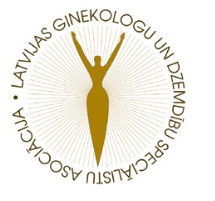 LATVIJAS GINEKOLOGU UN DZEMDĪBU SPECIĀLISTU ASOCIĀCIJA •